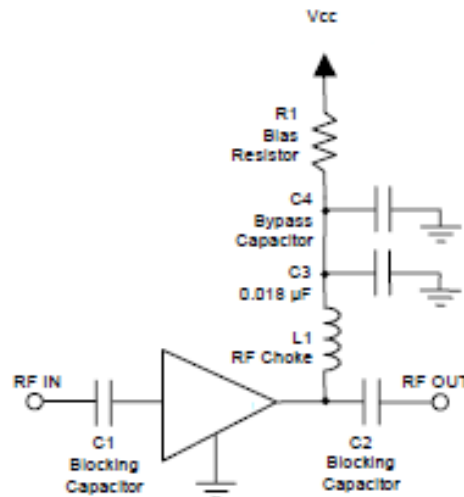 Vcc
R1
Bias
Resistor
C4
Bypass
Capacitor
C3
0.018 µF
L1
RF Choke
RF IN
RF OUT
C1
Blocking
Capacitor
C2
Blocking
Capacitor